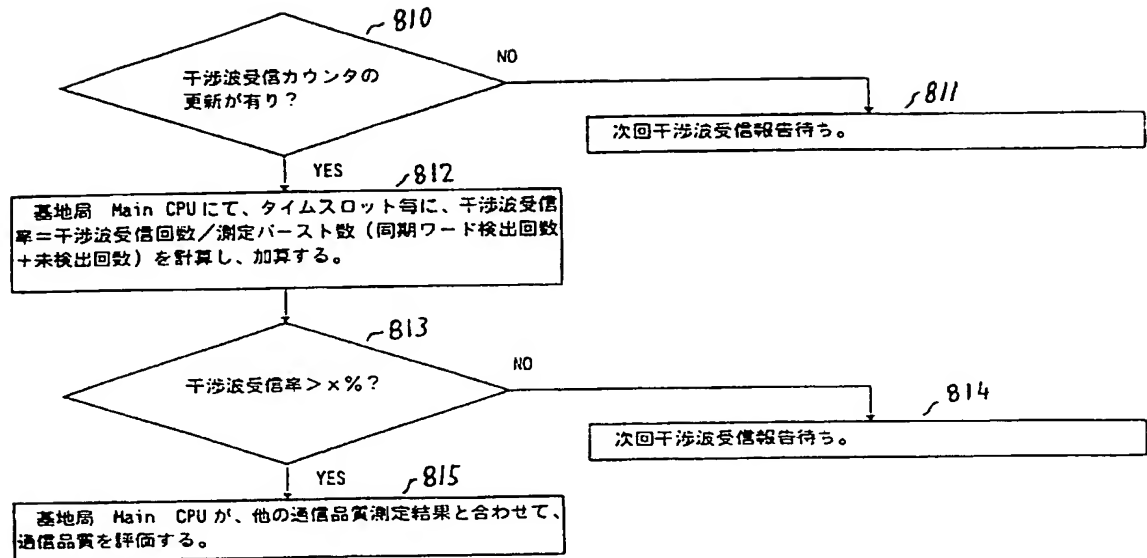 810
NO
干渉波受信カウンタの
更新が有り？
811
次回干渉波受信報告待ち。
YES
812
基地局 Main CPUにて、タイムスロット毎に、干渉波受信
率＝干渉波受信回数／測定バースト数（同期ワード検出回数
＋未検出回数）を計算し、加算する。
813
NO
干渉波受信率＞x％？
814
次回干渉波受信報告待ち。
YES
815
基地局 Main CPUが、他の通信品質測定結果と合わせて、
通信品質を評価する。